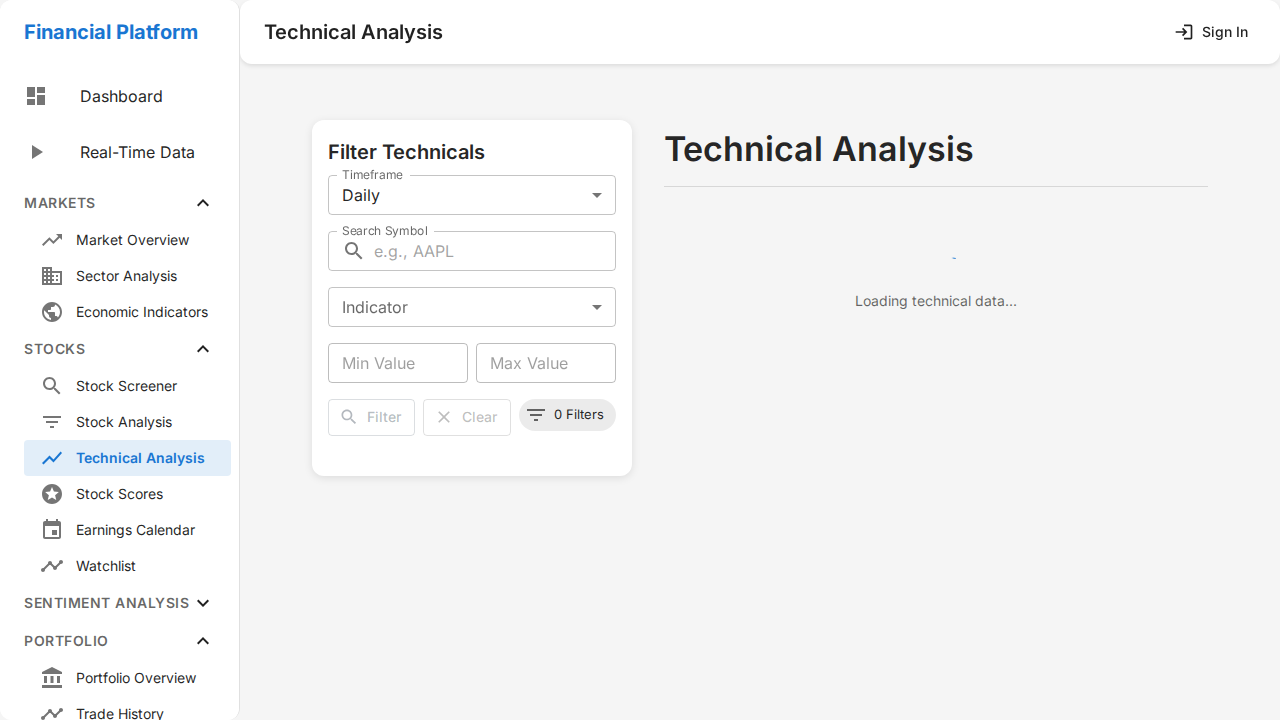 Financial Platform
Technical Analysis
Sign In
Dashboard
Real-Time Data
MARKETS
Market Overview
Sector Analysis
Economic Indicators
STOCKS
Stock Screener
Stock Analysis
Technical Analysis
Stock Scores
Earnings Calendar
Watchlist
SENTIMENT ANALYSIS
PORTFOLIO
Portfolio Overview
Trade History
Filter Technicals
Timeframe
Daily
Search Symbol
e.g., AAPL
Indicator
Min Value
Max Value
Filter
Clear
0 Filters
Technical Analysis
Loading technical data...